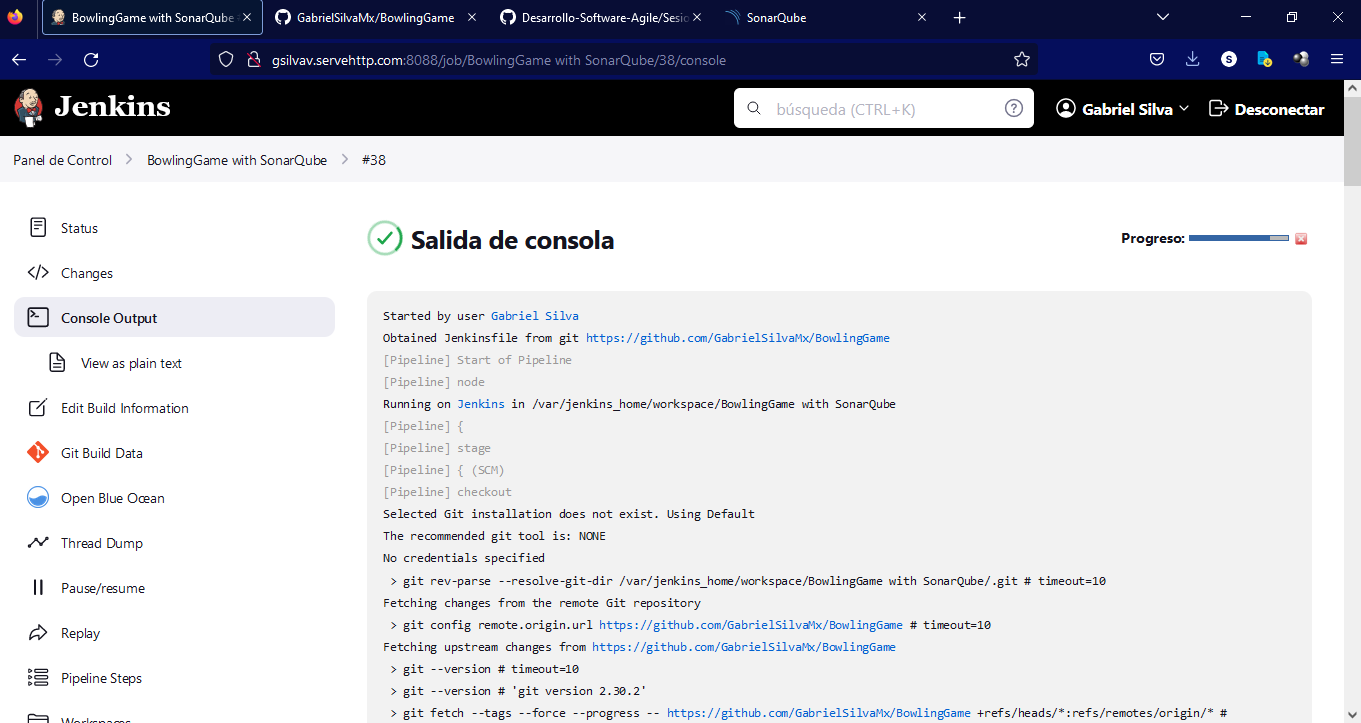 BowlingGame with SonarQube
GabrielSilvaMx/BowlingGame
Desarrollo-Software-Agile/Sesio
SonarQube
gsilvav.servehttp.com:8088/job/BowlingGame with SonarQube/38/console
S
Jenkins
búsqueda (CTRL+K)
Gabriel Silva
Desconectar
Panel de Control
BowlingGame with SonarQube
#38
Status
Changes
Console Output
View as plain text
Edit Build Information
Git Build Data
Open Blue Ocean
Thread Dump
Pause/resume
Replay
Pipeline Steps
Workspaces
Salida de consola
Progreso:
Started by user Gabriel Silva
Obtained Jenkinsfile from git https://github.com/GabrielSilvaMx/BowlingGame
[Pipeline] Start of Pipeline
[Pipeline] node
Running on Jenkins in /var/jenkins_home/workspace/BowlingGame with SonarQube
[Pipeline] {
[Pipeline] stage
[Pipeline] { (SCM)
[Pipeline] checkout
Selected Git installation does not exist. Using Default
The recommended git tool is: NONE
No credentials specified
> git rev-parse --resolve-git-dir /var/jenkins_home/workspace/BowlingGame with SonarQube/.git # timeout=10
Fetching changes from the remote Git repository
> git config remote.origin.url https://github.com/GabrielSilvaMx/BowlingGame # timeout=10
Fetching upstream changes from https://github.com/GabrielSilvaMx/BowlingGame
> git --version # timeout=10
> git --version # 'git version 2.30.2'
> git fetch --tags --force --progress -- https://github.com/GabrielSilvaMx/BowlingGame +refs/heads/*:refs/remotes/origin/* #